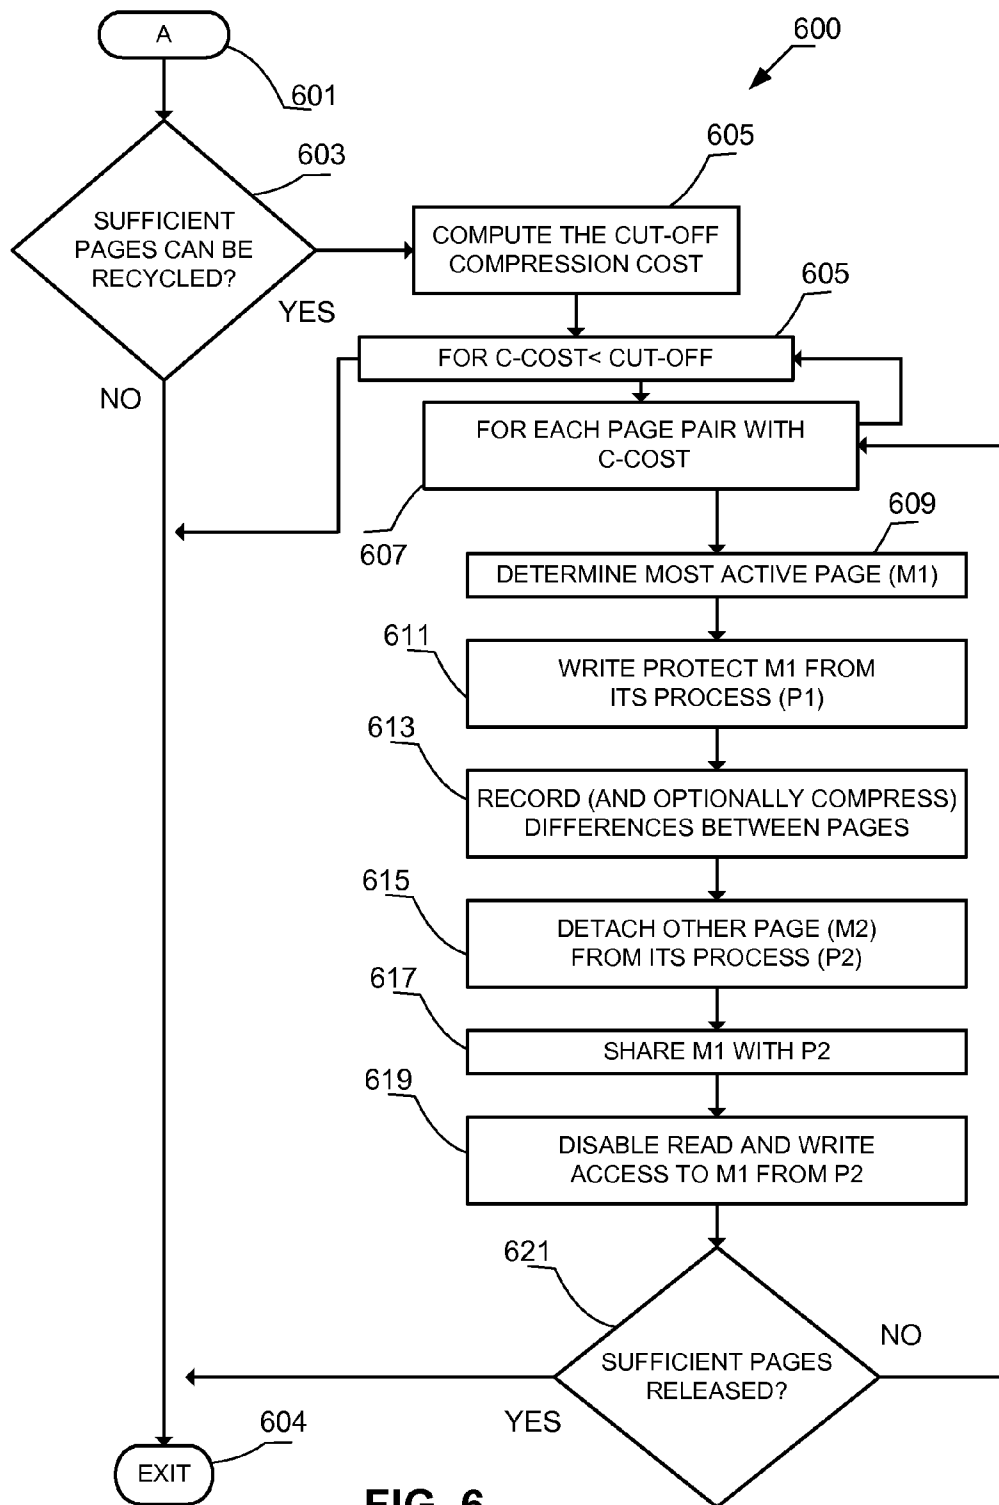 A
600
601
603
605
SUFFICIENT
PAGES CAN BE
RECYCLED?
COMPUTE THE CUT-OFF
COMPRESSION COST
605
YES
FOR C-COST< CUT-OFF
NO
FOR EACH PAGE PAIR WITH
C-COST
609
607
DETERMINE MOST ACTIVE PAGE (M1)
611
WRITE PROTECT M1 FROM
ITS PROCESS (P1)
613
RECORD (AND OPTIONALLY COMPRESS)
DIFFERENCES BETWEEN PAGES
615
DETACH OTHER PAGE (M2)
FROM ITS PROCESS (P2)
617
SHARE M1 WITH P2
619
DISABLE READ AND WRITE
ACCESS TO M1 FROM P2
621
NO
SUFFICIENT PAGES
RELEASED?
YES
604
EXIT
FIG. 6